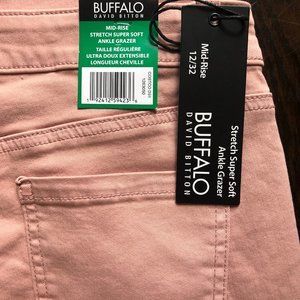 BUFFALO
DAVID BITTON
MID-RISE
STRETCH SUPER SOFT
ANKLE GRAZER
TAILLE RÉGULIÈRE
ULTRA DOUX EXTENSIBLE
LONGUEUR CHEVILLE
Mid-Rise
12/32
BUFFALO
DAVID BITTON
Stretch Super Soft
Ankle Grazer